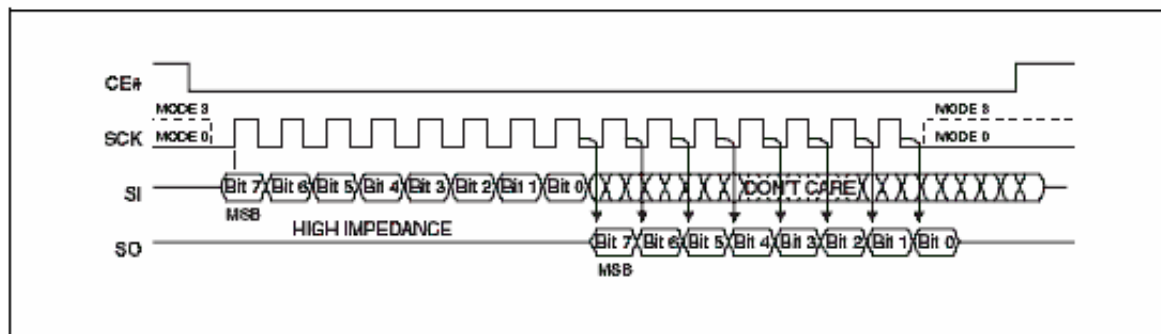 CE#
MODE 3 MODE 3
SCK MODE 0 MODE 0
SI Bit 7 Bit 6 Bit 5 Bit 4 Bit 3 Bit 2 Bit 1 Bit 0 DON'T CARE
MSB
HIGH IMPEDANCE
SO Bit 7 Bit 6 Bit 5 Bit 4 Bit 3 Bit 2 Bit 1 Bit 0
MSB